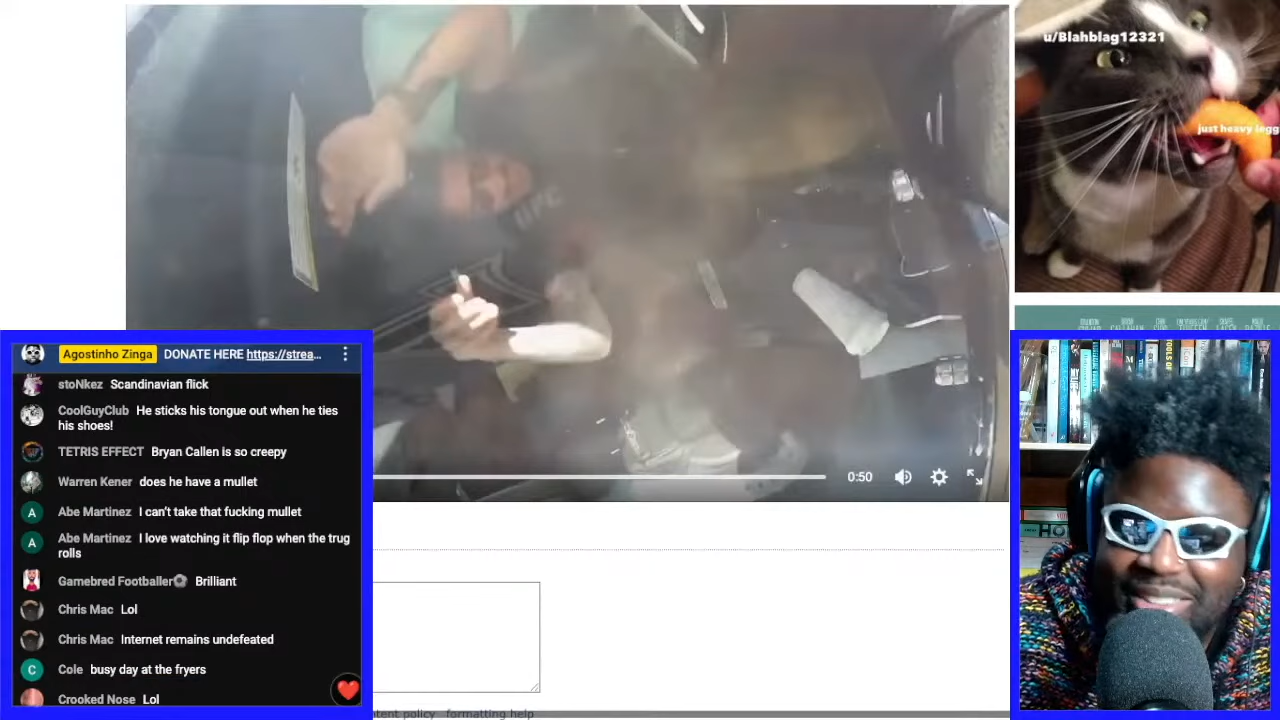 u/Blahblag12321
just heavy legg
UFC
0:50
Agostinho Zinga DONATE HERE https://strea...
stoNkez Scandinavian flick
CoolGuyClub He sticks his tongue out when he ties
his shoes!
TETRIS EFFECT Bryan Callen is so creepy
Warren Kener does he have a mullet
A Abe Martinez I can't take that fucking mullet
A Abe Martinez I love watching it flip flop when the trug
rolls
Gamebred Footballer⚽ Brilliant
Chris Mac Lol
Chris Mac Internet remains undefeated
C Cole busy day at the fryers
Crooked Nose Lol
tent policy formatting help